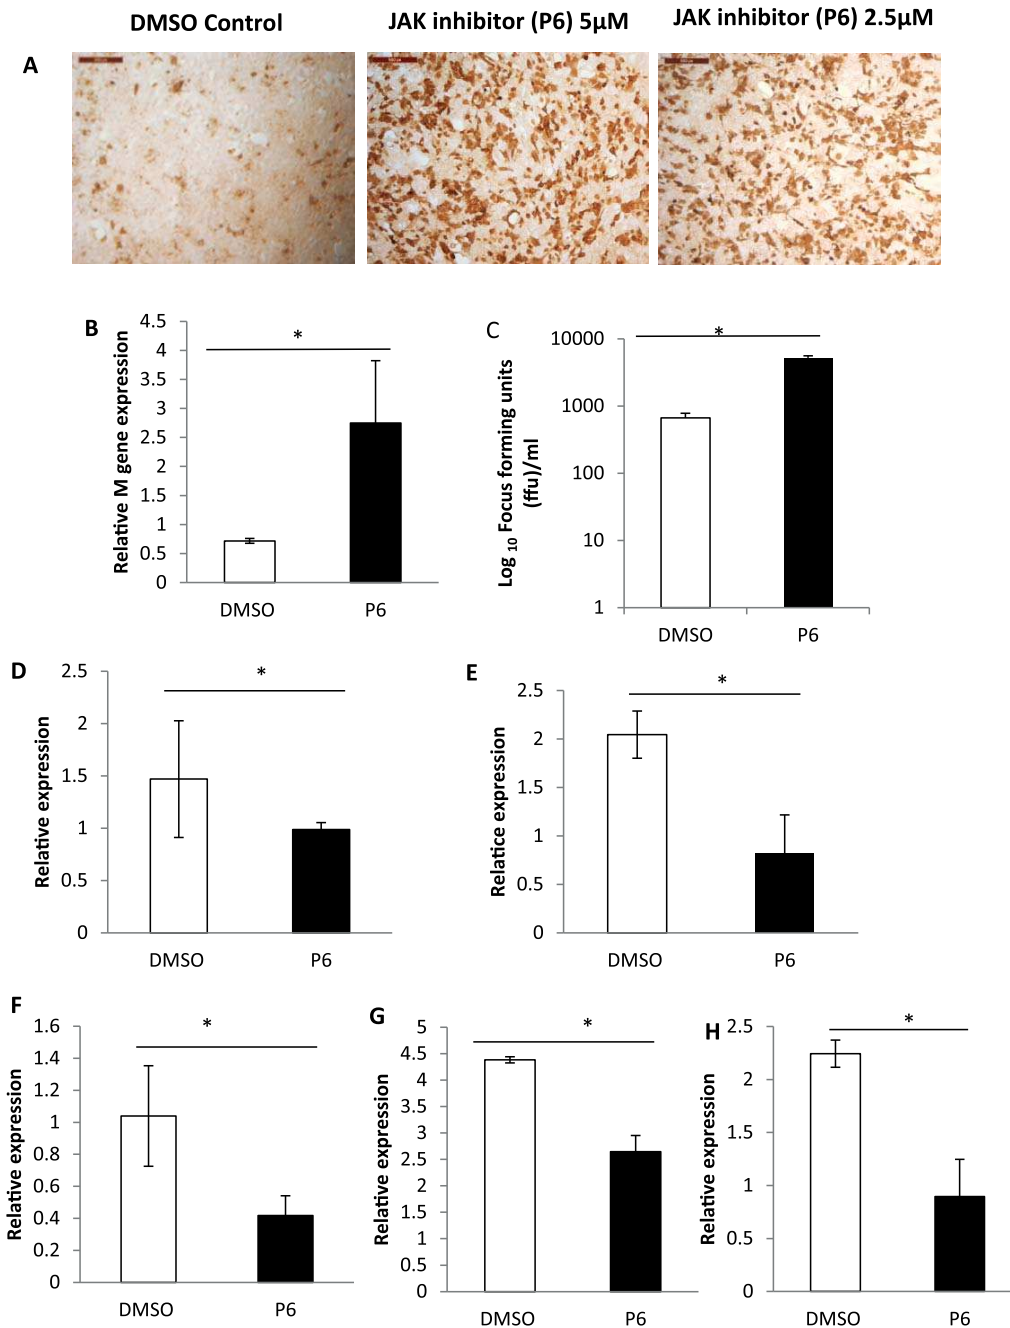 DMSO Control
JAK inhibitor (P6) 5µM
JAK inhibitor (P6) 2.5µM
A
B
Relative M gene expression
4.5
4
3.5
3
2.5
2
1.5
1
0.5
0
*
DMSO
P6
C
Log 10 Focus forming units
(ffu)/ml
10000
1000
100
10
1
*
DMSO
P6
D
Relative expression
2.5
2
1.5
1
0.5
0
*
DMSO
P6
E
Relatice expression
2.5
2
1.5
1
0.5
0
*
DMSO
P6
F
Relative expression
1.6
1.4
1.2
1
0.8
0.6
0.4
0.2
0
*
DMSO
P6
G
Relative expression
5
4.5
4
3.5
3
2.5
2
1.5
1
0.5
0
*
DMSO
P6
H
Relative expression
2.5
2
1.5
1
0.5
0
*
DMSO
P6